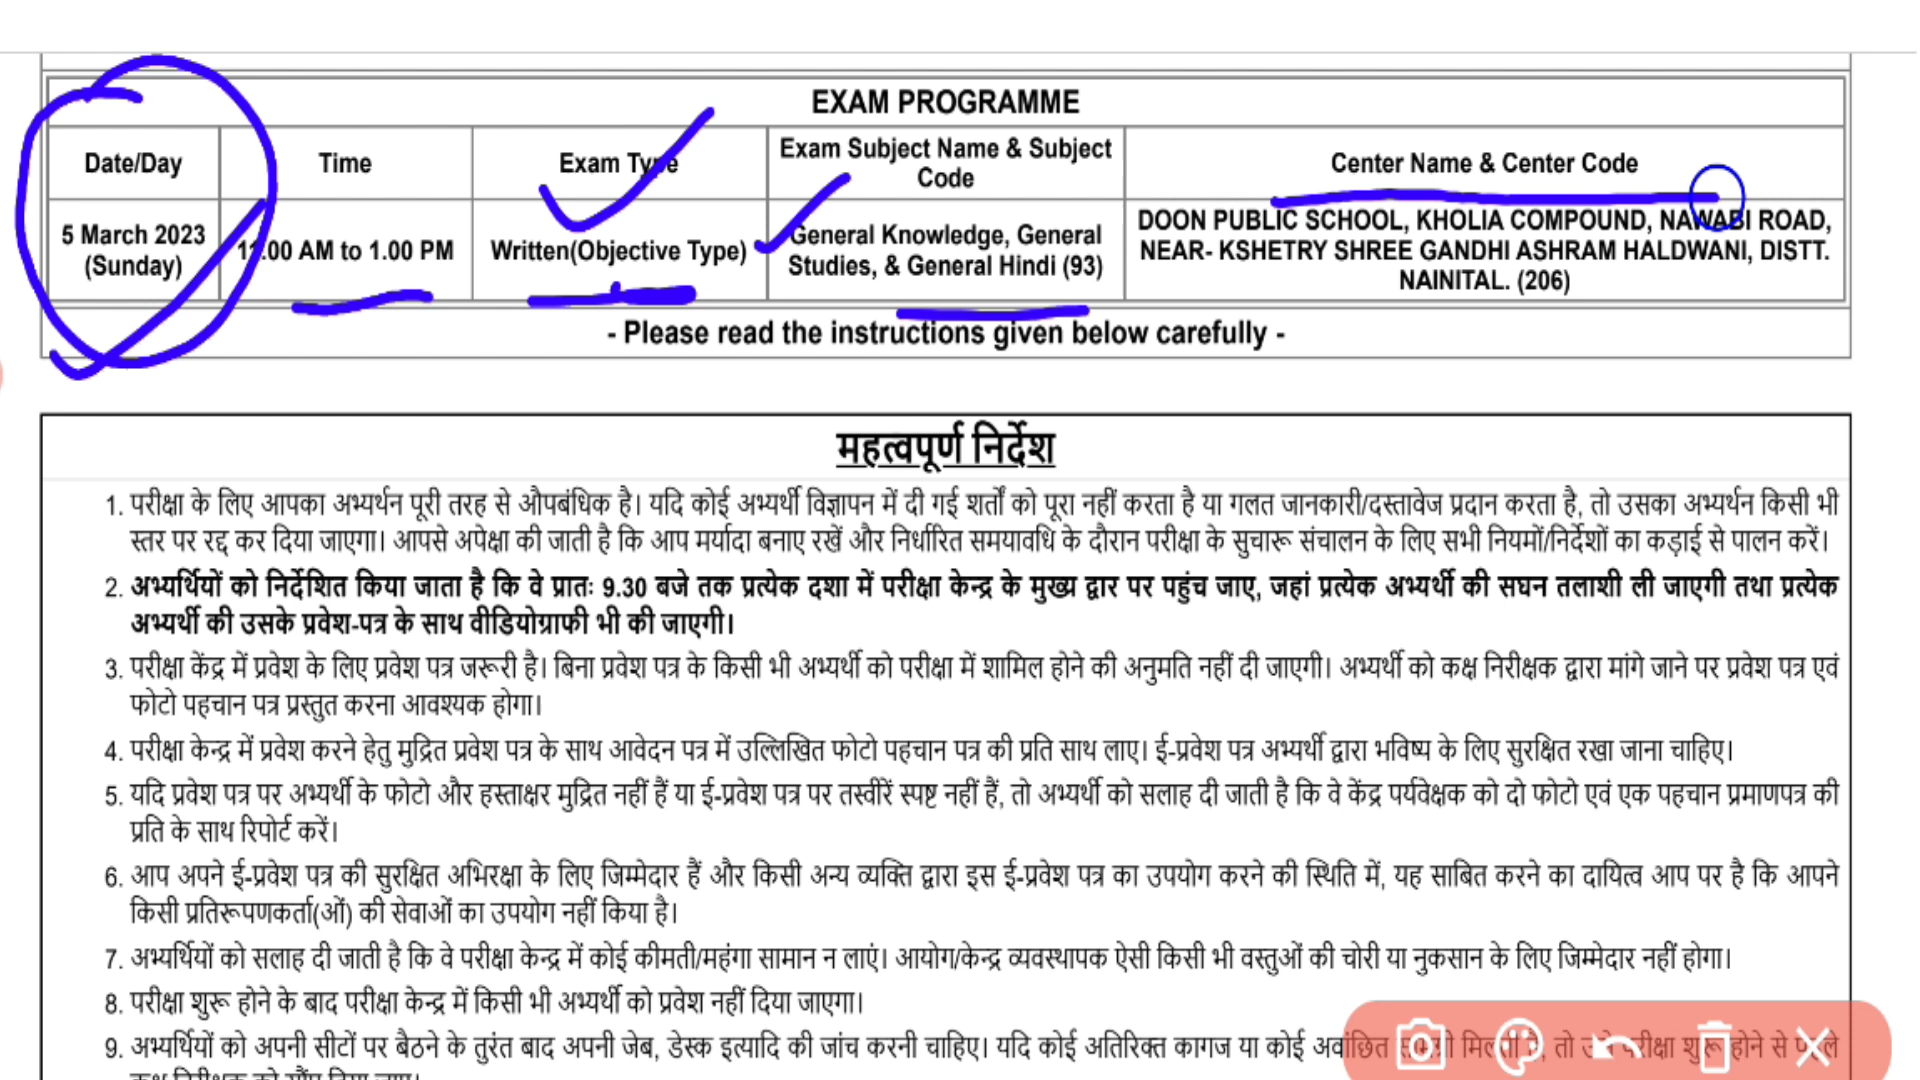 EXAM PROGRAMME
Date/Day
Time
Exam Type
Exam Subject Name & Subject
Code
Center Name & Center Code
5 March 2023
(Sunday)
11.00 AM to 1.00 PM
Written(Objective Type)
General Knowledge, General
Studies, & General Hindi (93)
DOON PUBLIC SCHOOL, KHOLIA COMPOUND, NAWABI ROAD,
NEAR- KSHETRY SHREE GANDHI ASHRAM HALDWANI, DISTT.
NAINITAL. (206)
- Please read the instructions given below carefully -
महत्वपूर्ण निर्देश
1. परीक्षा के लिए आपका अभ्यर्थन पूरी तरह से औपबंधिक है। यदि कोई अभ्यर्थी विज्ञापन में दी गई शर्तों को पूरा नहीं करता है या गलत जानकारी/दस्तावेज प्रदान करता है, तो उसका अभ्यर्थन किसी भी
स्तर पर रद्द कर दिया जाएगा। आपसे अपेक्षा की जाती है कि आप मर्यादा बनाए रखें और निर्धारित समयावधि के दौरान परीक्षा के सुचारू संचालन के लिए सभी नियमों/निर्देशों का कड़ाई से पालन करें।
2. अभ्यर्थियों को निर्देशित किया जाता है कि वे प्रातः 9.30 बजे तक प्रत्येक दशा में परीक्षा केन्द्र के मुख्य द्वार पर पहुंच जाए, जहां प्रत्येक अभ्यर्थी की सघन तलाशी ली जाएगी तथा प्रत्येक
अभ्यर्थी की उसके प्रवेश-पत्र के साथ वीडियोग्राफी भी की जाएगी।
3. परीक्षा केंद्र में प्रवेश के लिए प्रवेश पत्र जरूरी है। बिना प्रवेश पत्र के किसी भी अभ्यर्थी को परीक्षा में शामिल होने की अनुमति नहीं दी जाएगी। अभ्यर्थी को कक्ष निरीक्षक द्वारा मांगे जाने पर प्रवेश पत्र एवं
फोटो पहचान पत्र प्रस्तुत करना आवश्यक होगा।
4. परीक्षा केन्द्र में प्रवेश करने हेतु मुद्रित प्रवेश पत्र के साथ आवेदन पत्र में उल्लिखित फोटो पहचान पत्र की प्रति साथ लाए। ई-प्रवेश पत्र अभ्यर्थी द्वारा भविष्य के लिए सुरक्षित रखा जाना चाहिए।
5. यदि प्रवेश पत्र पर अभ्यर्थी के फोटो और हस्ताक्षर मुद्रित नहीं हैं या ई-प्रवेश पत्र पर तस्वीरें स्पष्ट नहीं हैं, तो अभ्यर्थी को सलाह दी जाती है कि वे केंद्र पर्यवेक्षक को दो फोटो एवं एक पहचान प्रमाणपत्र की
प्रति के साथ रिपोर्ट करें।
6. आप अपने ई-प्रवेश पत्र की सुरक्षित अभिरक्षा के लिए जिम्मेदार हैं और किसी अन्य व्यक्ति द्वारा इस ई-प्रवेश पत्र का उपयोग करने की स्थिति में, यह साबित करने का दायित्व आप पर है कि आपने
किसी प्रतिरूपणकर्ता(ओं) की सेवाओं का उपयोग नहीं किया है।
7. अभ्यर्थियों को सलाह दी जाती है कि वे परीक्षा केन्द्र में कोई कीमती/महंगा सामान न लाएं। आयोग/केन्द्र व्यवस्थापक ऐसी किसी भी वस्तुओं की चोरी या नुकसान के लिए जिम्मेदार नहीं होगा।
8. परीक्षा शुरू होने के बाद परीक्षा केन्द्र में किसी भी अभ्यर्थी को प्रवेश नहीं दिया जाएगा।
9. अभ्यर्थियों को अपनी सीटों पर बैठने के तुरंत बाद अपनी जेब, डेस्क इत्यादि की जांच करनी चाहिए। यदि कोई अतिरिक्त कागज या कोई अवांछित तो परीक्षा शुरू होने से पहले